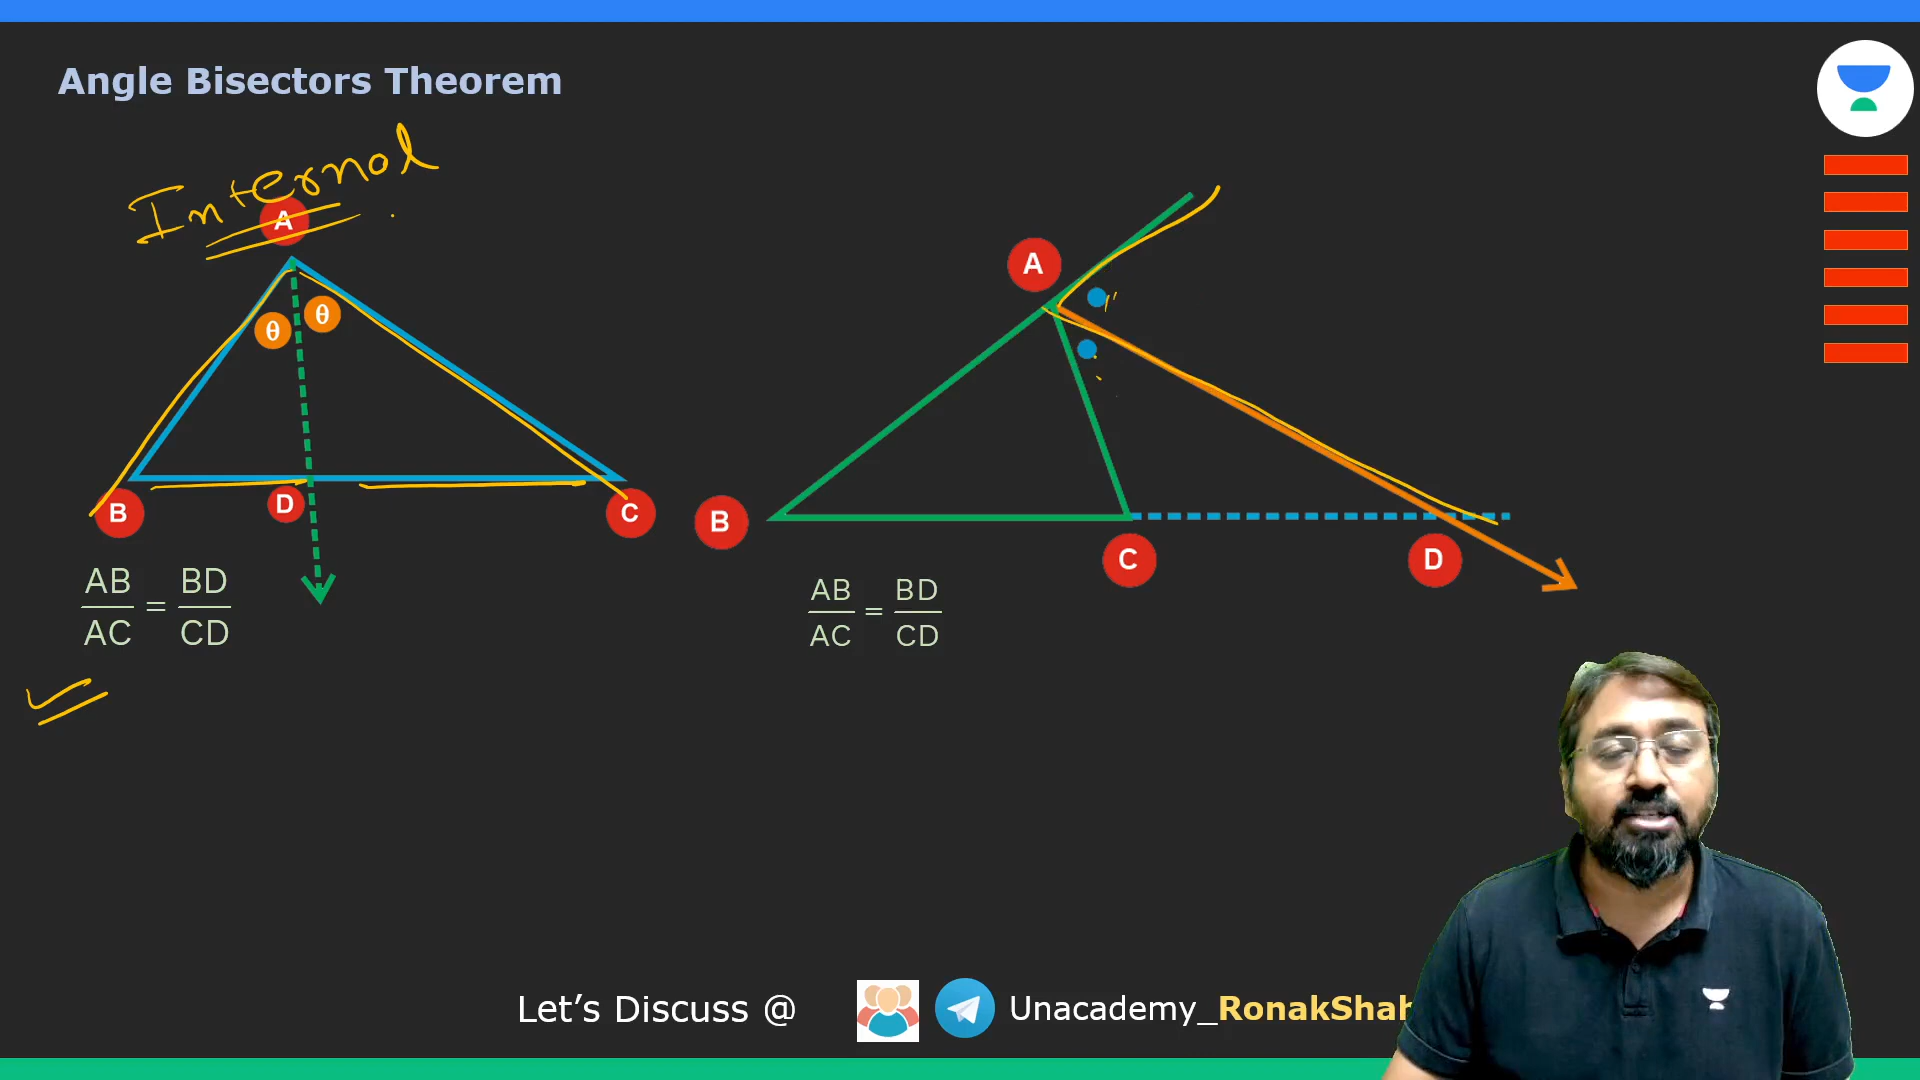 Angle Bisectors Theorem
Internal
A
θ θ
B D C
AB/AC = BD/CD
A
B
C D
AB/AC = BD/CD
Let’s Discuss @ Unacademy_RonakShah